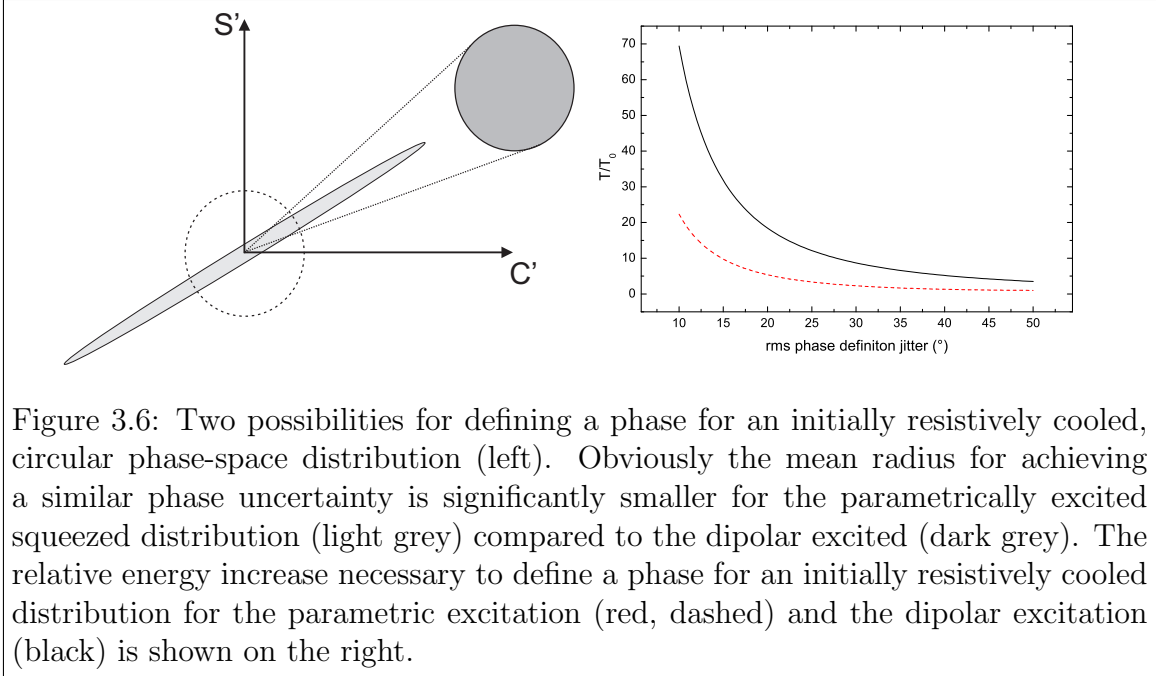 S'
C'
70
60
50
40
30
20
10
0
T/T₀
10 15 20 25 30 35 40 45 50
rms phase definiton jitter (°)
Figure 3.6: Two possibilities for defining a phase for an initially resistively cooled,
circular phase-space distribution (left). Obviously the mean radius for achieving
a similar phase uncertainty is significantly smaller for the parametrically excited
squeezed distribution (light grey) compared to the dipolar excited (dark grey). The
relative energy increase necessary to define a phase for an initially resistively cooled
distribution for the parametric excitation (red, dashed) and the dipolar excitation
(black) is shown on the right.